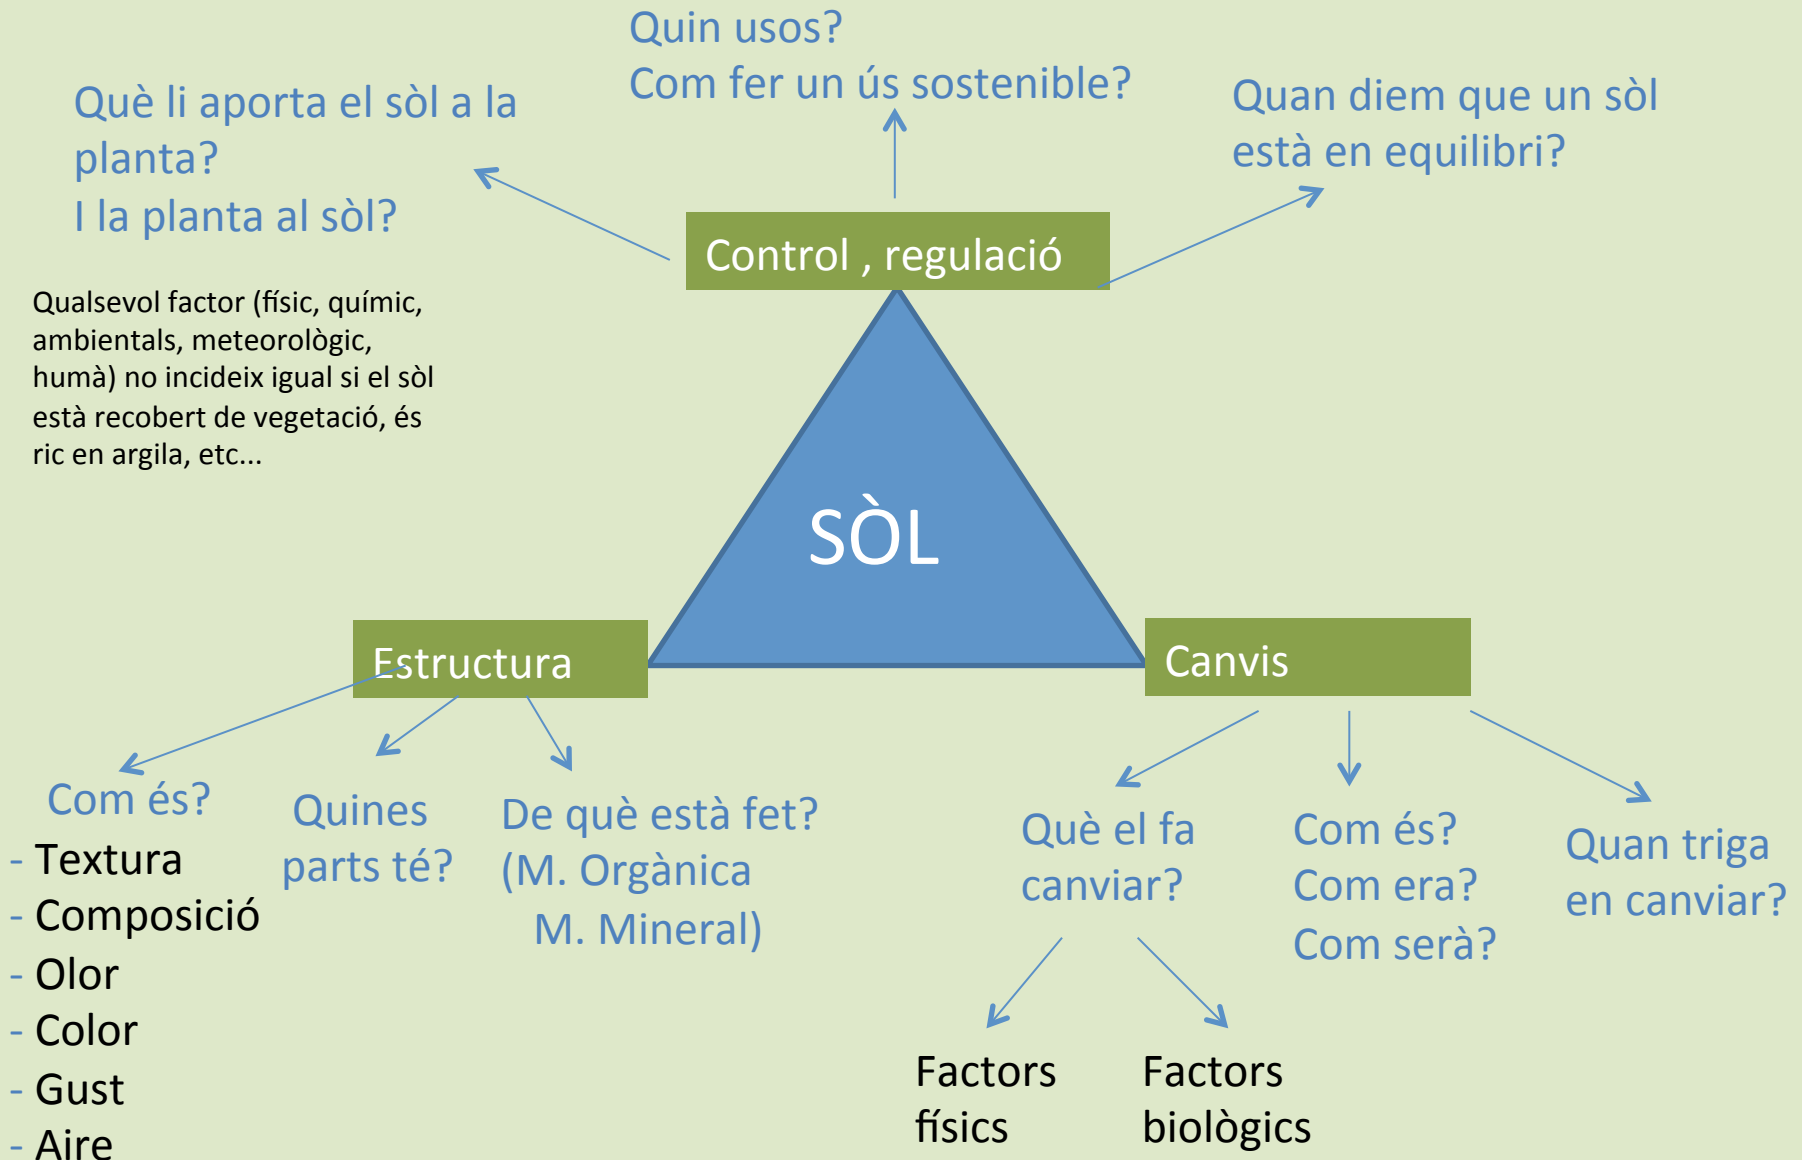 Quin usos?
Com fer un ús sostenible?
Què li aporta el sòl a la
planta?
I la planta al sòl?
Quan diem que un sòl
està en equilibri?
Control , regulació
Qualsevol factor (físic, químic,
ambientals, meteorològic,
humà) no incideix igual si el sòl
està recobert de vegetació, és
ric en argila, etc...
SÒL
Estructura
Canvis
Com és?
- Textura
- Composició
- Olor
- Color
- Gust
- Aire
Quines
parts té?
De què està fet?
(M. Orgànica
M. Mineral)
Què el fa
canviar?
Factors
físics
Factors
biològics
Com és?
Com era?
Com serà?
Quan triga
en canviar?